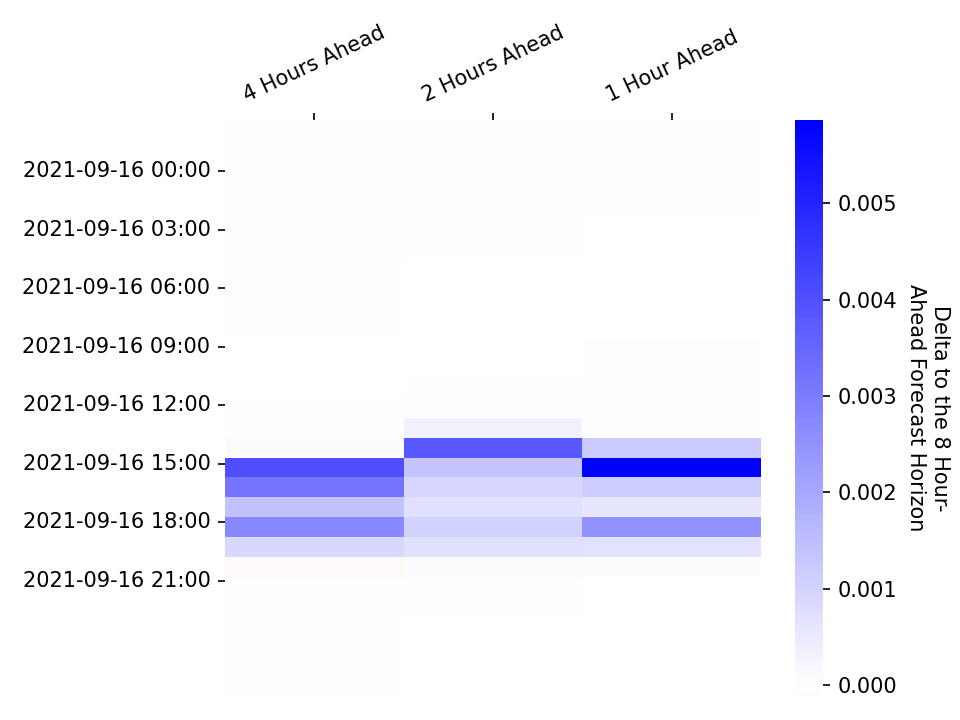 4 Hours Ahead
2 Hours Ahead
1 Hour Ahead
2021-09-16 00:00
2021-09-16 03:00
2021-09-16 06:00
2021-09-16 09:00
2021-09-16 12:00
2021-09-16 15:00
2021-09-16 18:00
2021-09-16 21:00
0.005
0.004
0.003
0.002
0.001
0.000
Delta to the 8 Hour-
Ahead Forecast Horizon